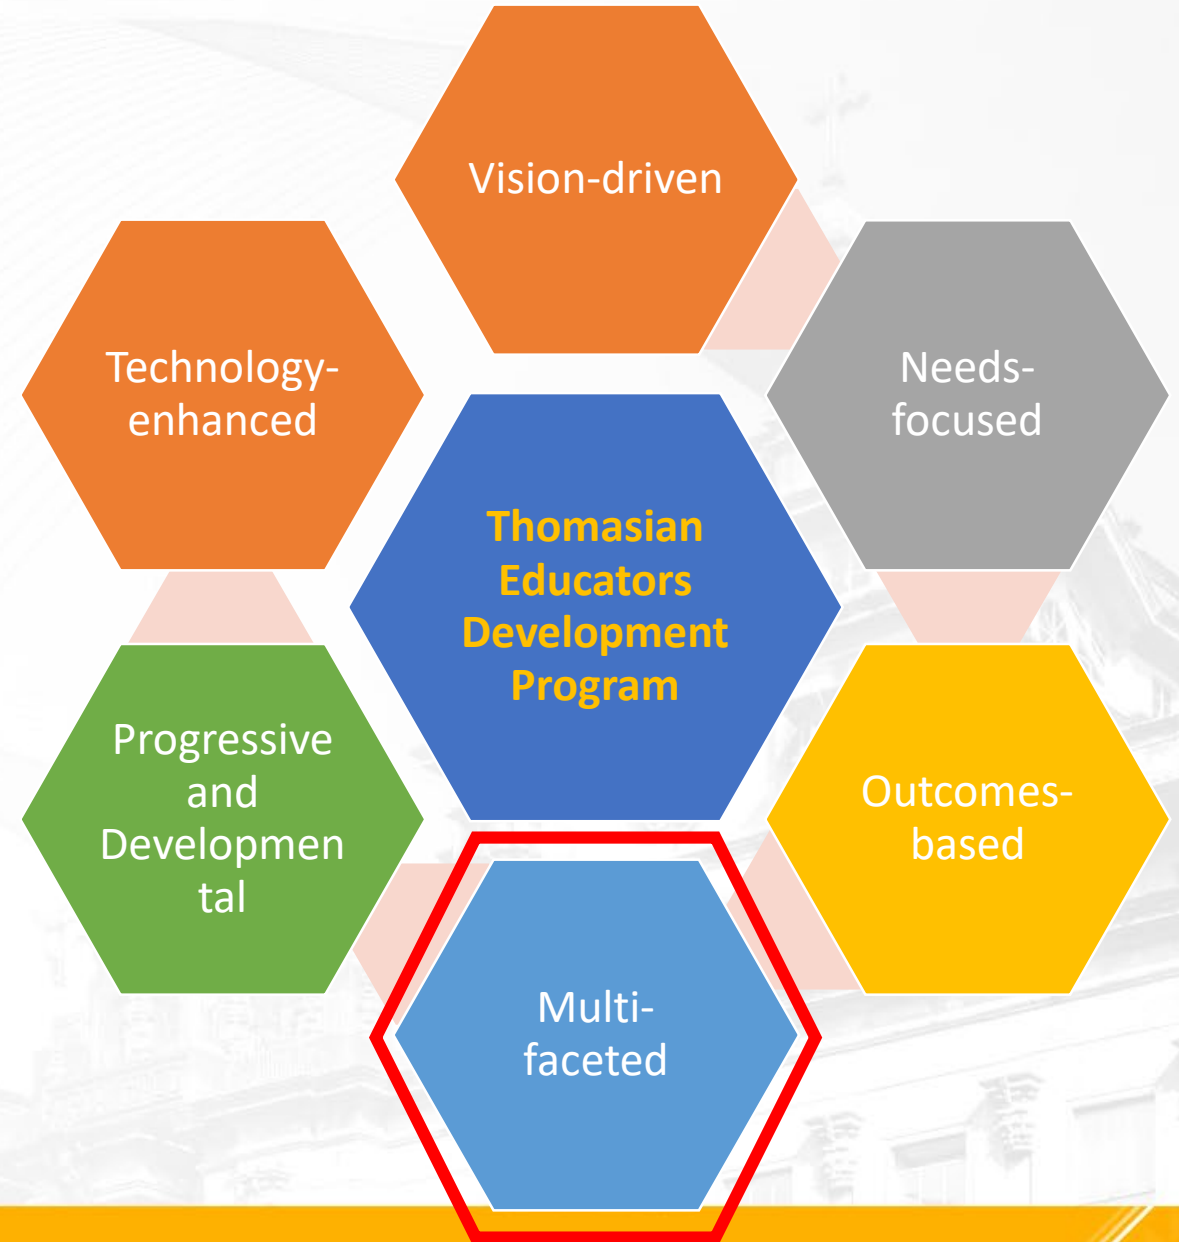 Vision-driven
Technology-
enhanced
Needs-
focused
Thomasian
Educators
Development
Program
Progressive
and
Developmen
tal
Outcomes-
based
Multi-
faceted